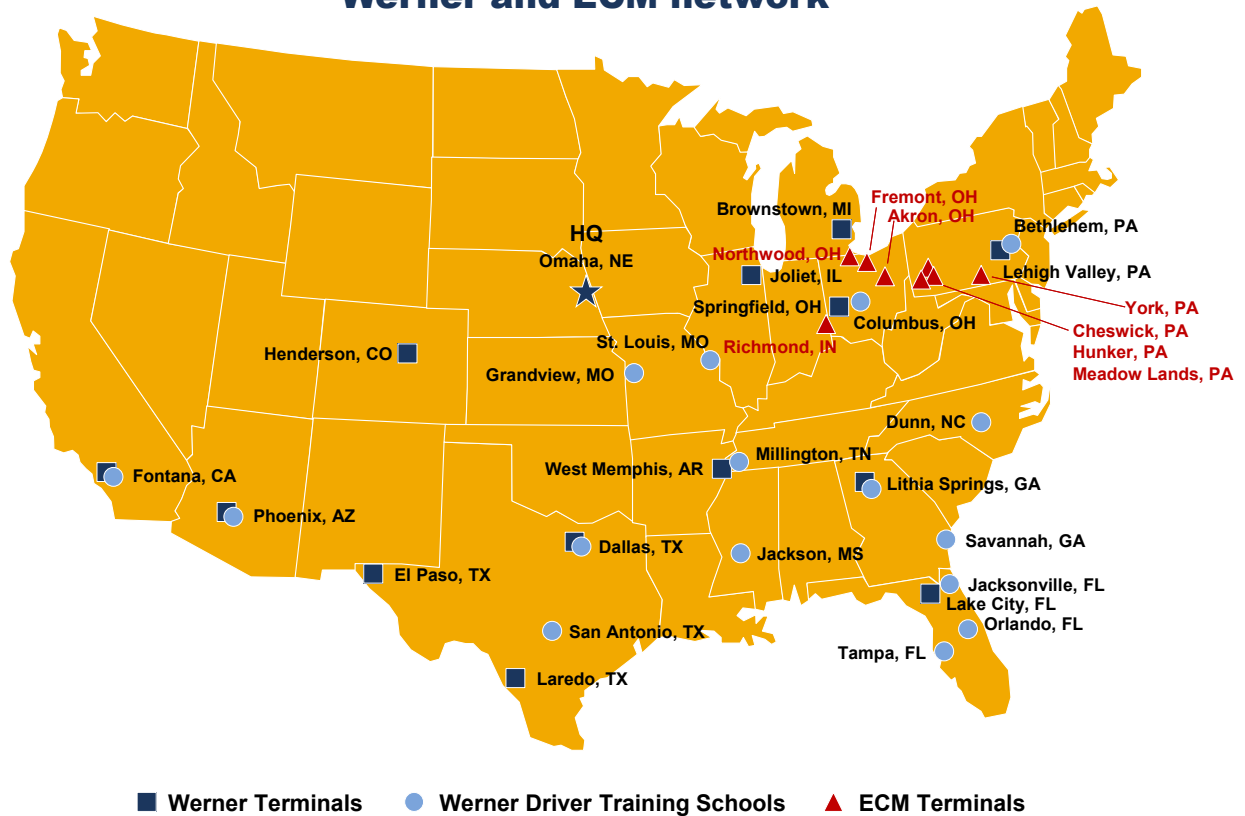 Werner and ECM network
Fremont, OH
Akron, OH
Brownstown, MI
Bethlehem, PA
HQ
Northwood, OH
Omaha, NE
Joliet, IL
Lehigh Valley, PA
Springfield, OH
York, PA
Columbus, OH
Cheswick, PA
St. Louis, MO
Richmond, IN
Henderson, CO
Hunker, PA
Grandview, MO
Meadow Lands, PA
Dunn, NC
Millington, TN
West Memphis, AR
Fontana, CA
Lithia Springs, GA
Phoenix, AZ
Savannah, GA
Dallas, TX
Jackson, MS
El Paso, TX
Jacksonville, FL
Lake City, FL
Orlando, FL
San Antonio, TX
Tampa, FL
Laredo, TX
Werner Terminals
Werner Driver Training Schools
ECM Terminals